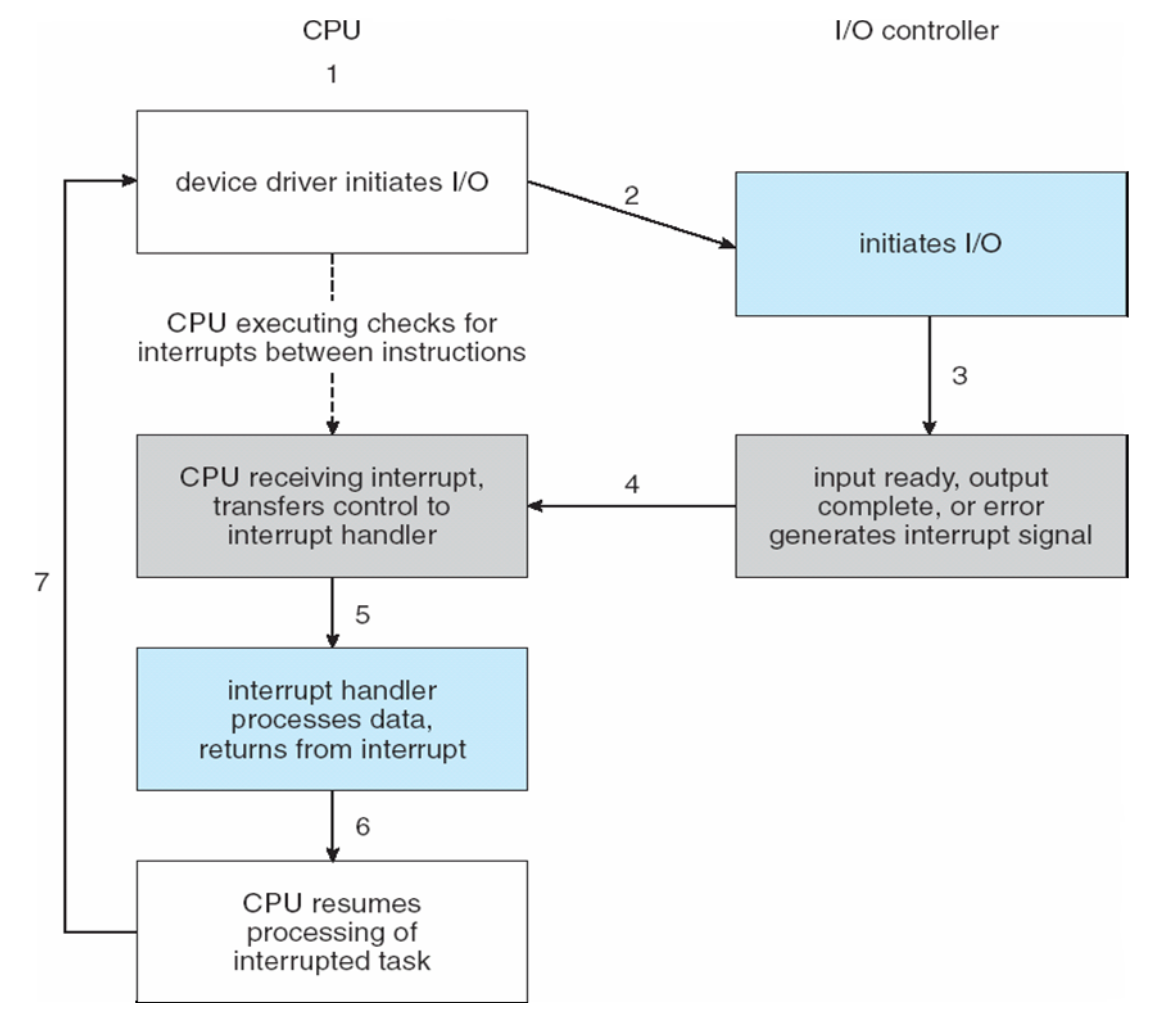 CPU
I/O controller
1
device driver initiates I/O
2
initiates I/O
CPU executing checks for
interrupts between instructions
3
CPU receiving interrupt,
transfers control to
interrupt handler
4
input ready, output
complete, or error
generates interrupt signal
7
5
interrupt handler
processes data,
returns from interrupt
6
CPU resumes
processing of
interrupted task